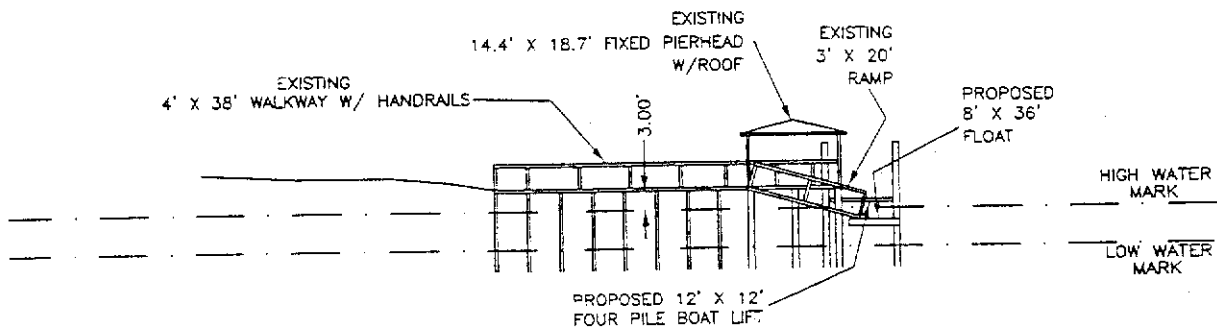 EXISTING
14.4' X 18.7' FIXED PIERHEAD
W/ROOF
EXISTING
3' X 20'
RAMP
EXISTING
4' X 38' WALKWAY W/ HANDRAILS
3.00'
PROPOSED
8' X 36'
FLOAT
HIGH WATER
MARK
LOW WATER
MARK
PROPOSED 12' X 12'
FOUR PILE BOAT LIFT